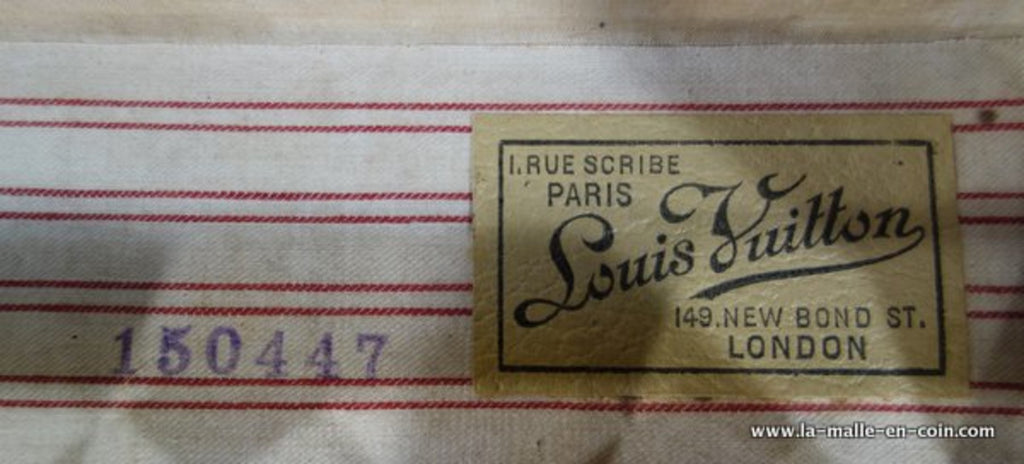 1. RUE SCRIBE
PARIS
Louis Vuitton
149. NEW BOND ST.
LONDON
150447
www.la-malle-en-coin.com